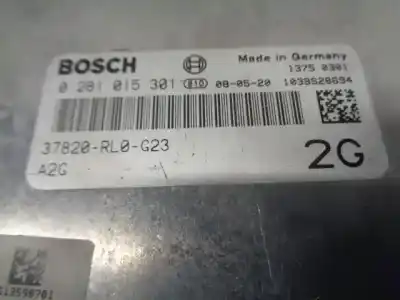 BOSCH
Made in Germany
1375 0301
0 281 015 301 B10 08-05-20 1039S28694
37820-RL0-G23
A2G
2G